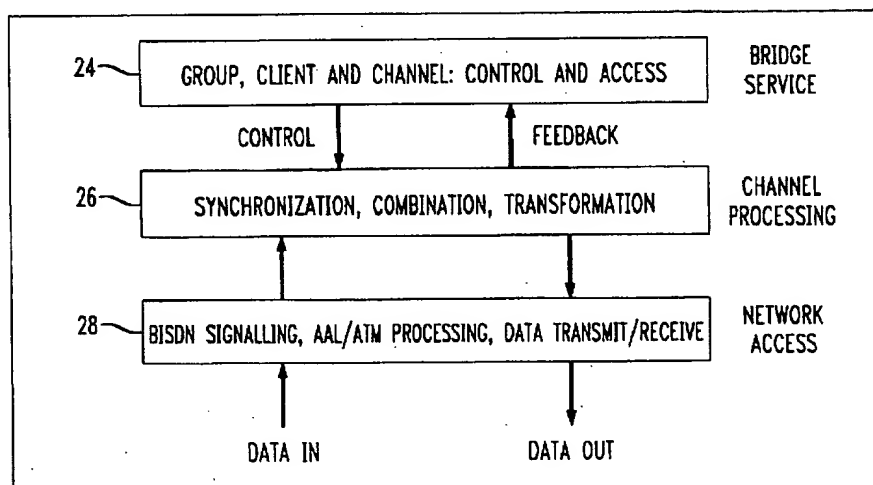 24
GROUP, CLIENT AND CHANNEL: CONTROL AND ACCESS
BRIDGE
SERVICE
CONTROL
FEEDBACK
26
SYNCHRONIZATION, COMBINATION, TRANSFORMATION
CHANNEL
PROCESSING
28
BISDN SIGNALLING, AAL/ATM PROCESSING, DATA TRANSMIT/RECEIVE
NETWORK
ACCESS
DATA IN
DATA OUT